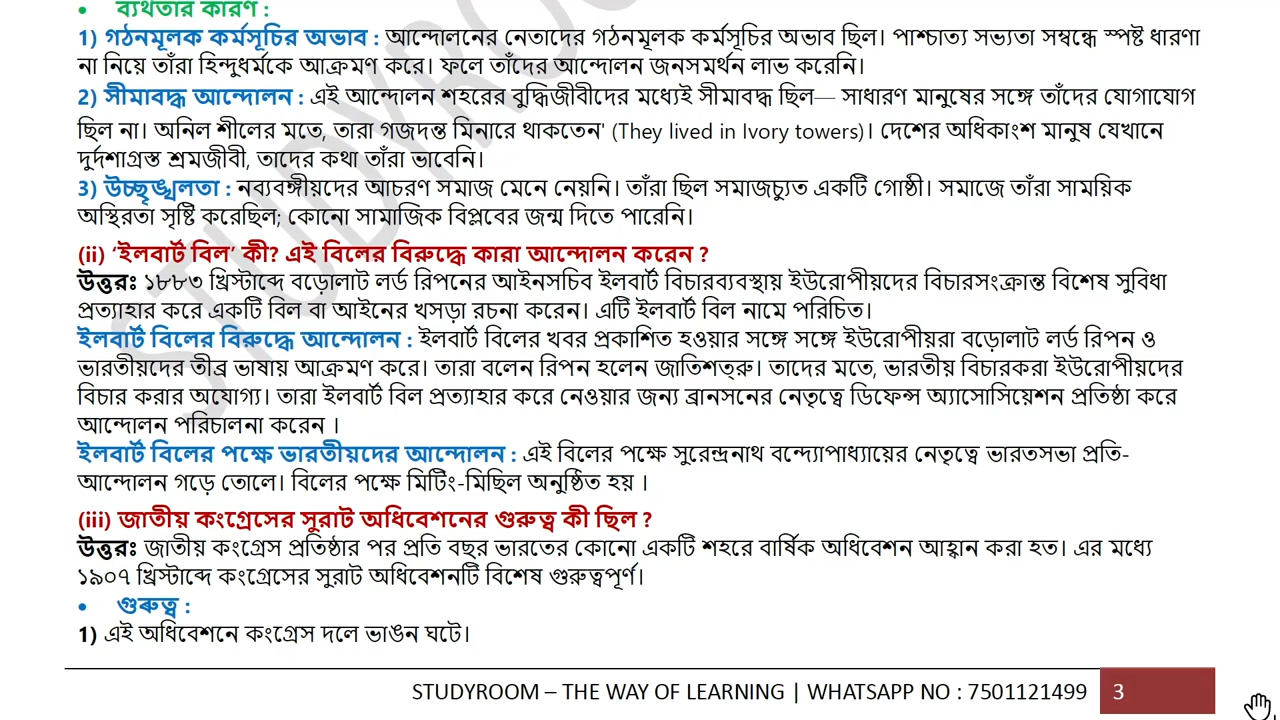 • ব্যর্থতার কারণ :
1) গঠনমূলক কর্মসূচির অভাব : আন্দোলনের নেতাদের গঠনমূলক কর্মসূচির অভাব ছিল। পাশ্চাত্য সভ্যতা সম্বন্ধে স্পষ্ট ধারণা
না নিয়ে তাঁরা হিন্দুধর্মকে আক্রমণ করে। ফলে তাঁদের আন্দোলন জনসমর্থন লাভ করেনি।
2) সীমাবদ্ধ আন্দোলন : এই আন্দোলন শহরের বুদ্ধিজীবীদের মধ্যেই সীমাবদ্ধ ছিল— সাধারণ মানুষের সঙ্গে তাঁদের যোগাযোগ
ছিল না। অনিল শীলের মতে, তারা গজদন্ত মিনারে থাকতেন' (They lived in Ivory towers)। দেশের অধিকাংশ মানুষ যেখানে
দুর্দশাগ্রস্ত শ্রমজীবী, তাদের কথা তাঁরা ভাবেনি।
3) উচ্ছৃঙ্খলতা : নব্যবঙ্গীয়দের আচরণ সমাজ মেনে নেয়নি। তাঁরা ছিল সমাজচ্যুত একটি গোষ্ঠী। সমাজে তাঁরা সাময়িক
অস্থিরতা সৃষ্টি করেছিল; কোনো সামাজিক বিপ্লবের জন্ম দিতে পারেনি।
(ii) ‘ইলবার্ট বিল’ কী? এই বিলের বিরুদ্ধে কারা আন্দোলন করেন ?
উত্তরঃ ১৮৮৩ খ্রিস্টাব্দে বড়োলাট লর্ড রিপনের আইনসচিব ইলবার্ট বিচারব্যবস্থায় ইউরোপীয়দের বিচারসংক্রান্ত বিশেষ সুবিধা
প্রত্যাহার করে একটি বিল বা আইনের খসড়া রচনা করেন। এটি ইলবার্ট বিল নামে পরিচিত।
ইলবার্ট বিলের বিরুদ্ধে আন্দোলন : ইলবার্ট বিলের খবর প্রকাশিত হওয়ার সঙ্গে সঙ্গে ইউরোপীয়রা বড়োলাট লর্ড রিপন ও
ভারতীয়দের তীব্র ভাষায় আক্রমণ করে। তারা বলেন রিপন হলেন জাতিশত্রু। তাদের মতে, ভারতীয় বিচারকরা ইউরোপীয়দের
বিচার করার অযোগ্য। তারা ইলবার্ট বিল প্রত্যাহার করে নেওয়ার জন্য ব্রানসনের নেতৃত্বে ডিফেন্স অ্যাসোসিয়েশন প্রতিষ্ঠা করে
আন্দোলন পরিচালনা করেন ।
ইলবার্ট বিলের পক্ষে ভারতীয়দের আন্দোলন : এই বিলের পক্ষে সুরেন্দ্রনাথ বন্দ্যোপাধ্যায়ের নেতৃত্বে ভারতসভা প্রতি-
আন্দোলন গড়ে তোলে। বিলের পক্ষে মিটিং-মিছিল অনুষ্ঠিত হয় ।
(iii) জাতীয় কংগ্রেসের সুরাট অধিবেশনের গুরুত্ব কী ছিল ?
উত্তরঃ জাতীয় কংগ্রেস প্রতিষ্ঠার পর প্রতি বছর ভারতের কোনো একটি শহরে বার্ষিক অধিবেশন আহ্বান করা হত। এর মধ্যে
১৯০৭ খ্রিস্টাব্দে কংগ্রেসের সুরাট অধিবেশনটি বিশেষ গুরুত্বপূর্ণ।
• গুরুত্ব :
1) এই অধিবেশনে কংগ্রেস দলে ভাঙন ঘটে।
STUDYROOM – THE WAY OF LEARNING | WHATSAPP NO : 7501121499 3
STUDYROOM